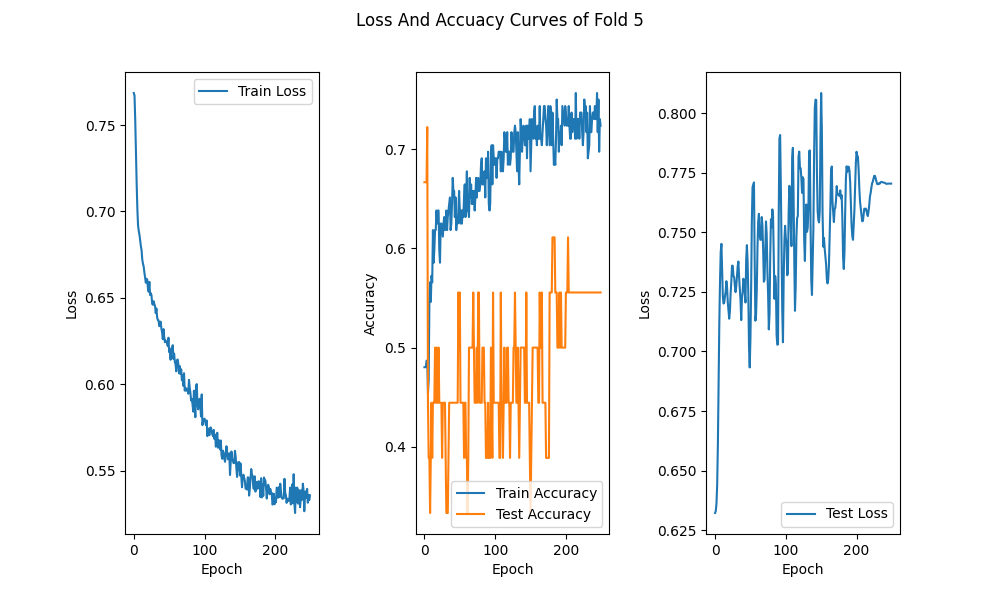 Loss And Accuacy Curves of Fold 5
Train Loss
0.75
0.70
0.65
0.60
0.55
Loss
0 100 200
Epoch
0.7
0.6
0.5
0.4
Accuracy
Train Accuracy
Test Accuracy
0 100 200
Epoch
0.800
0.775
0.750
0.725
0.700
0.675
0.650
0.625
Loss
Test Loss
0 100 200
Epoch